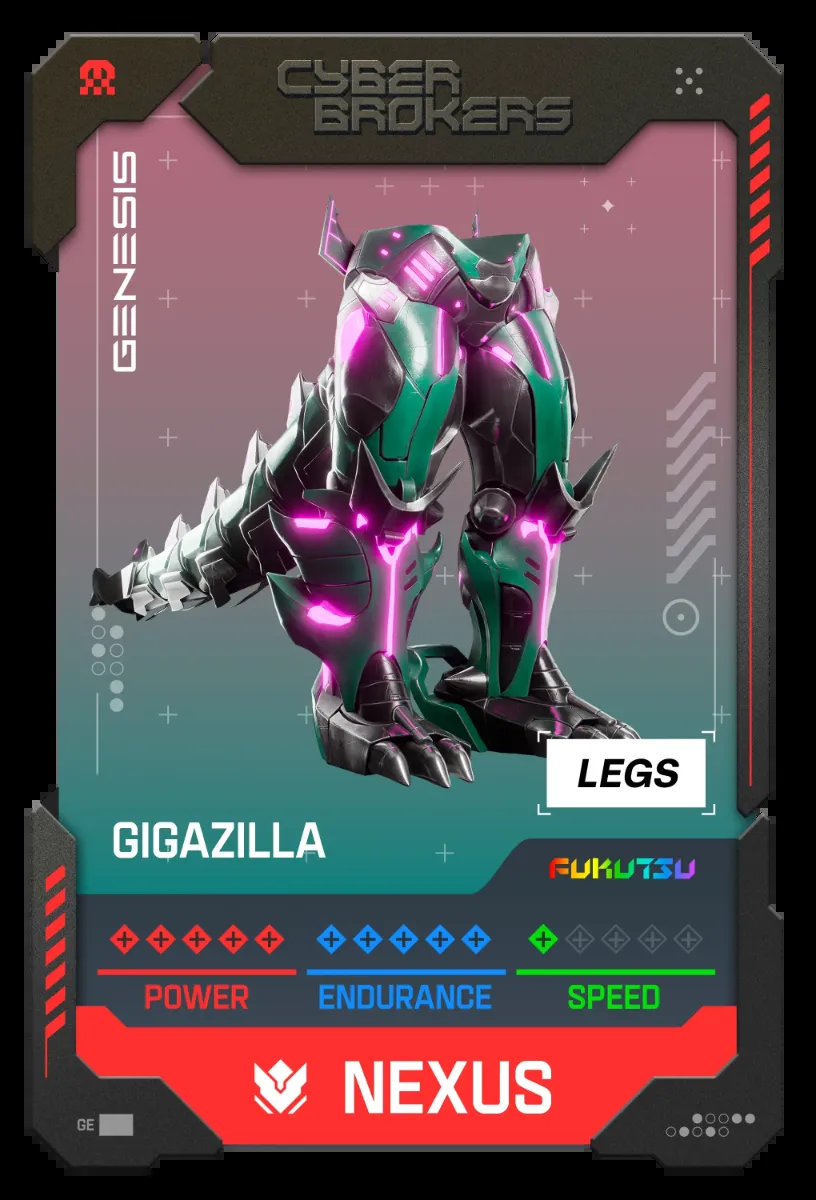 CYBER
BROKERS
GENESIS
LEGS
GIGAZILLA
FUKUTSU
POWER
ENDURANCE
SPEED
NEXUS
GE